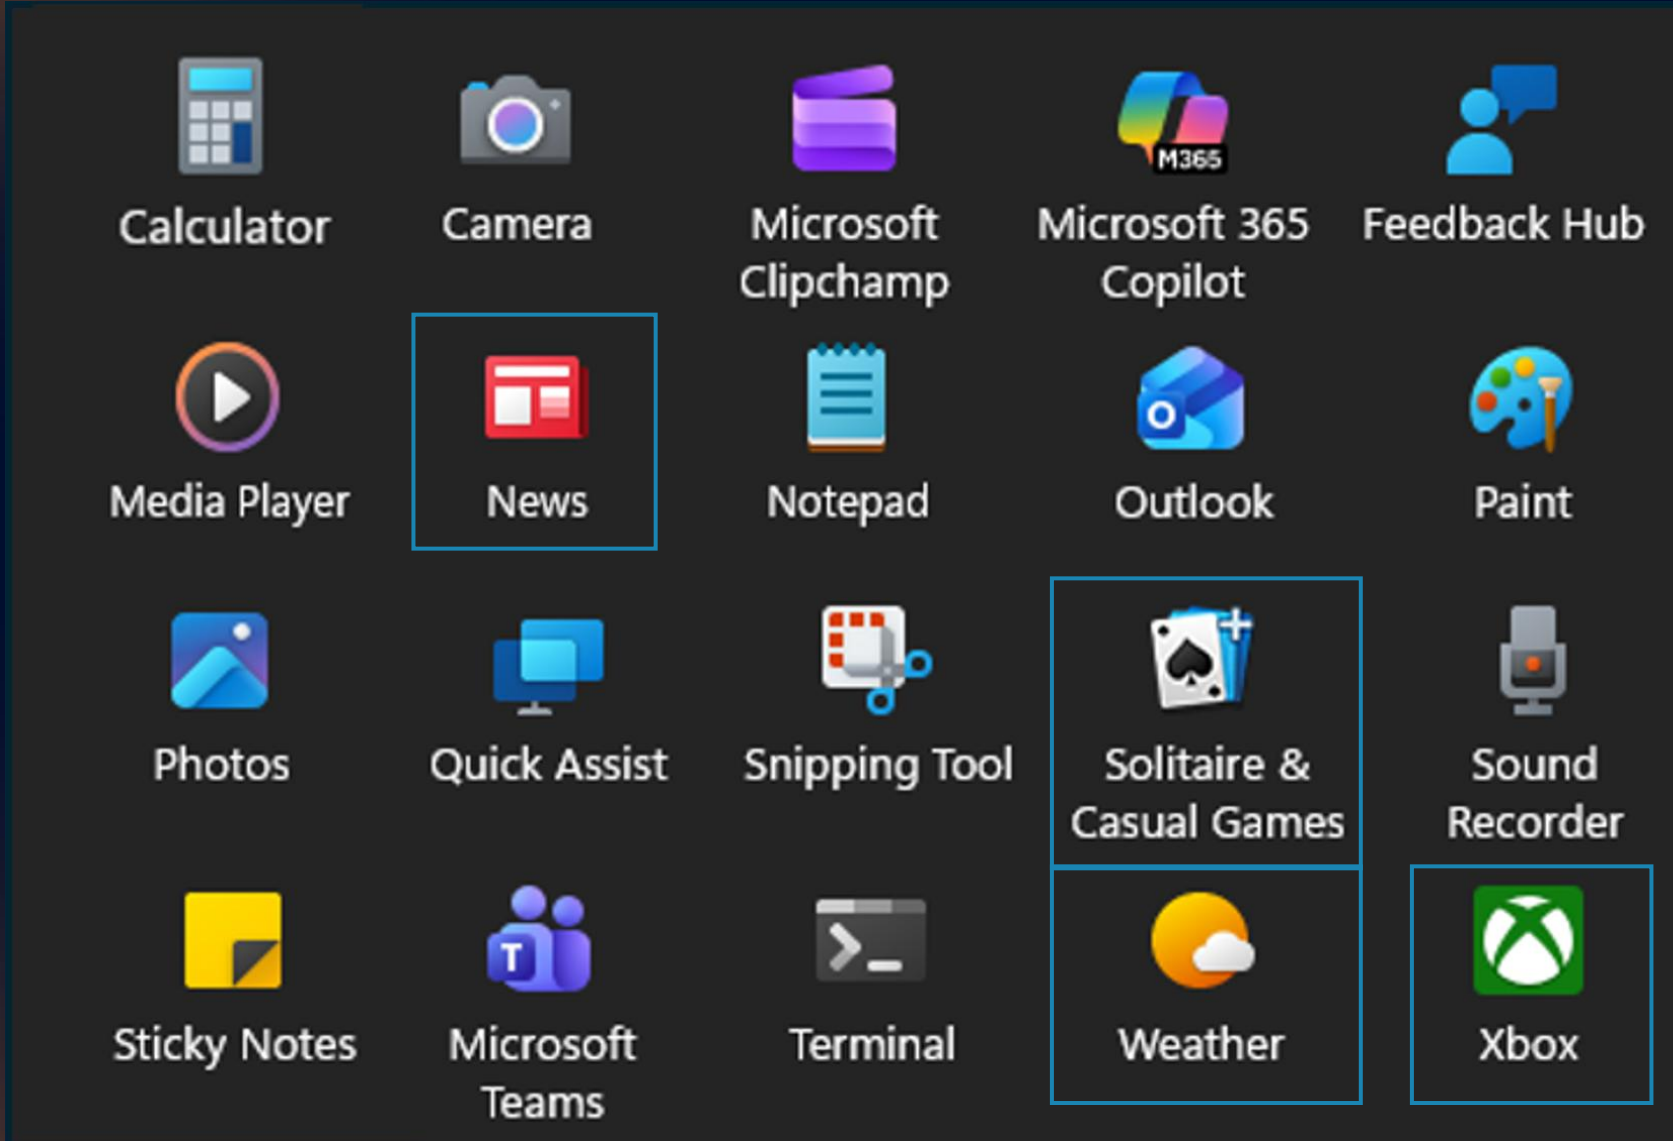 M365
Calculator
Camera
Microsoft
Clipchamp
Microsoft 365
Copilot
Feedback Hub
Media Player
News
O
Notepad
Outlook
Paint
Photos
Quick Assist
Snipping Tool
Solitaire &
Casual Games
Sound
Recorder
T
Sticky Notes
Microsoft
Teams
Terminal
Weather
Xbox